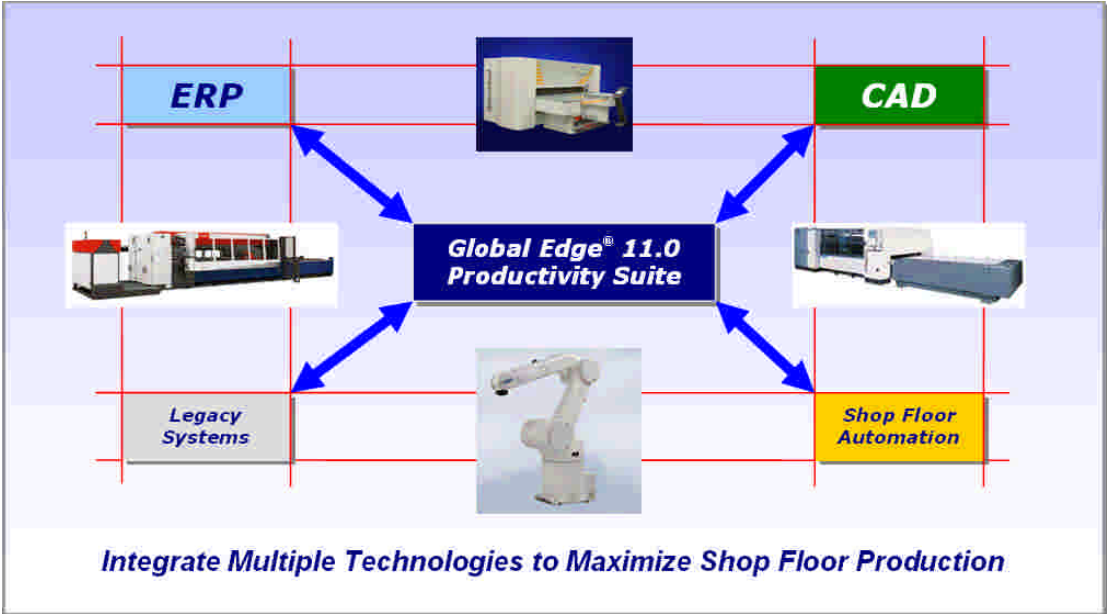 ERP
CAD
Global Edge® 11.0
Productivity Suite
Legacy
Systems
Shop Floor
Automation
Integrate Multiple Technologies to Maximize Shop Floor Production